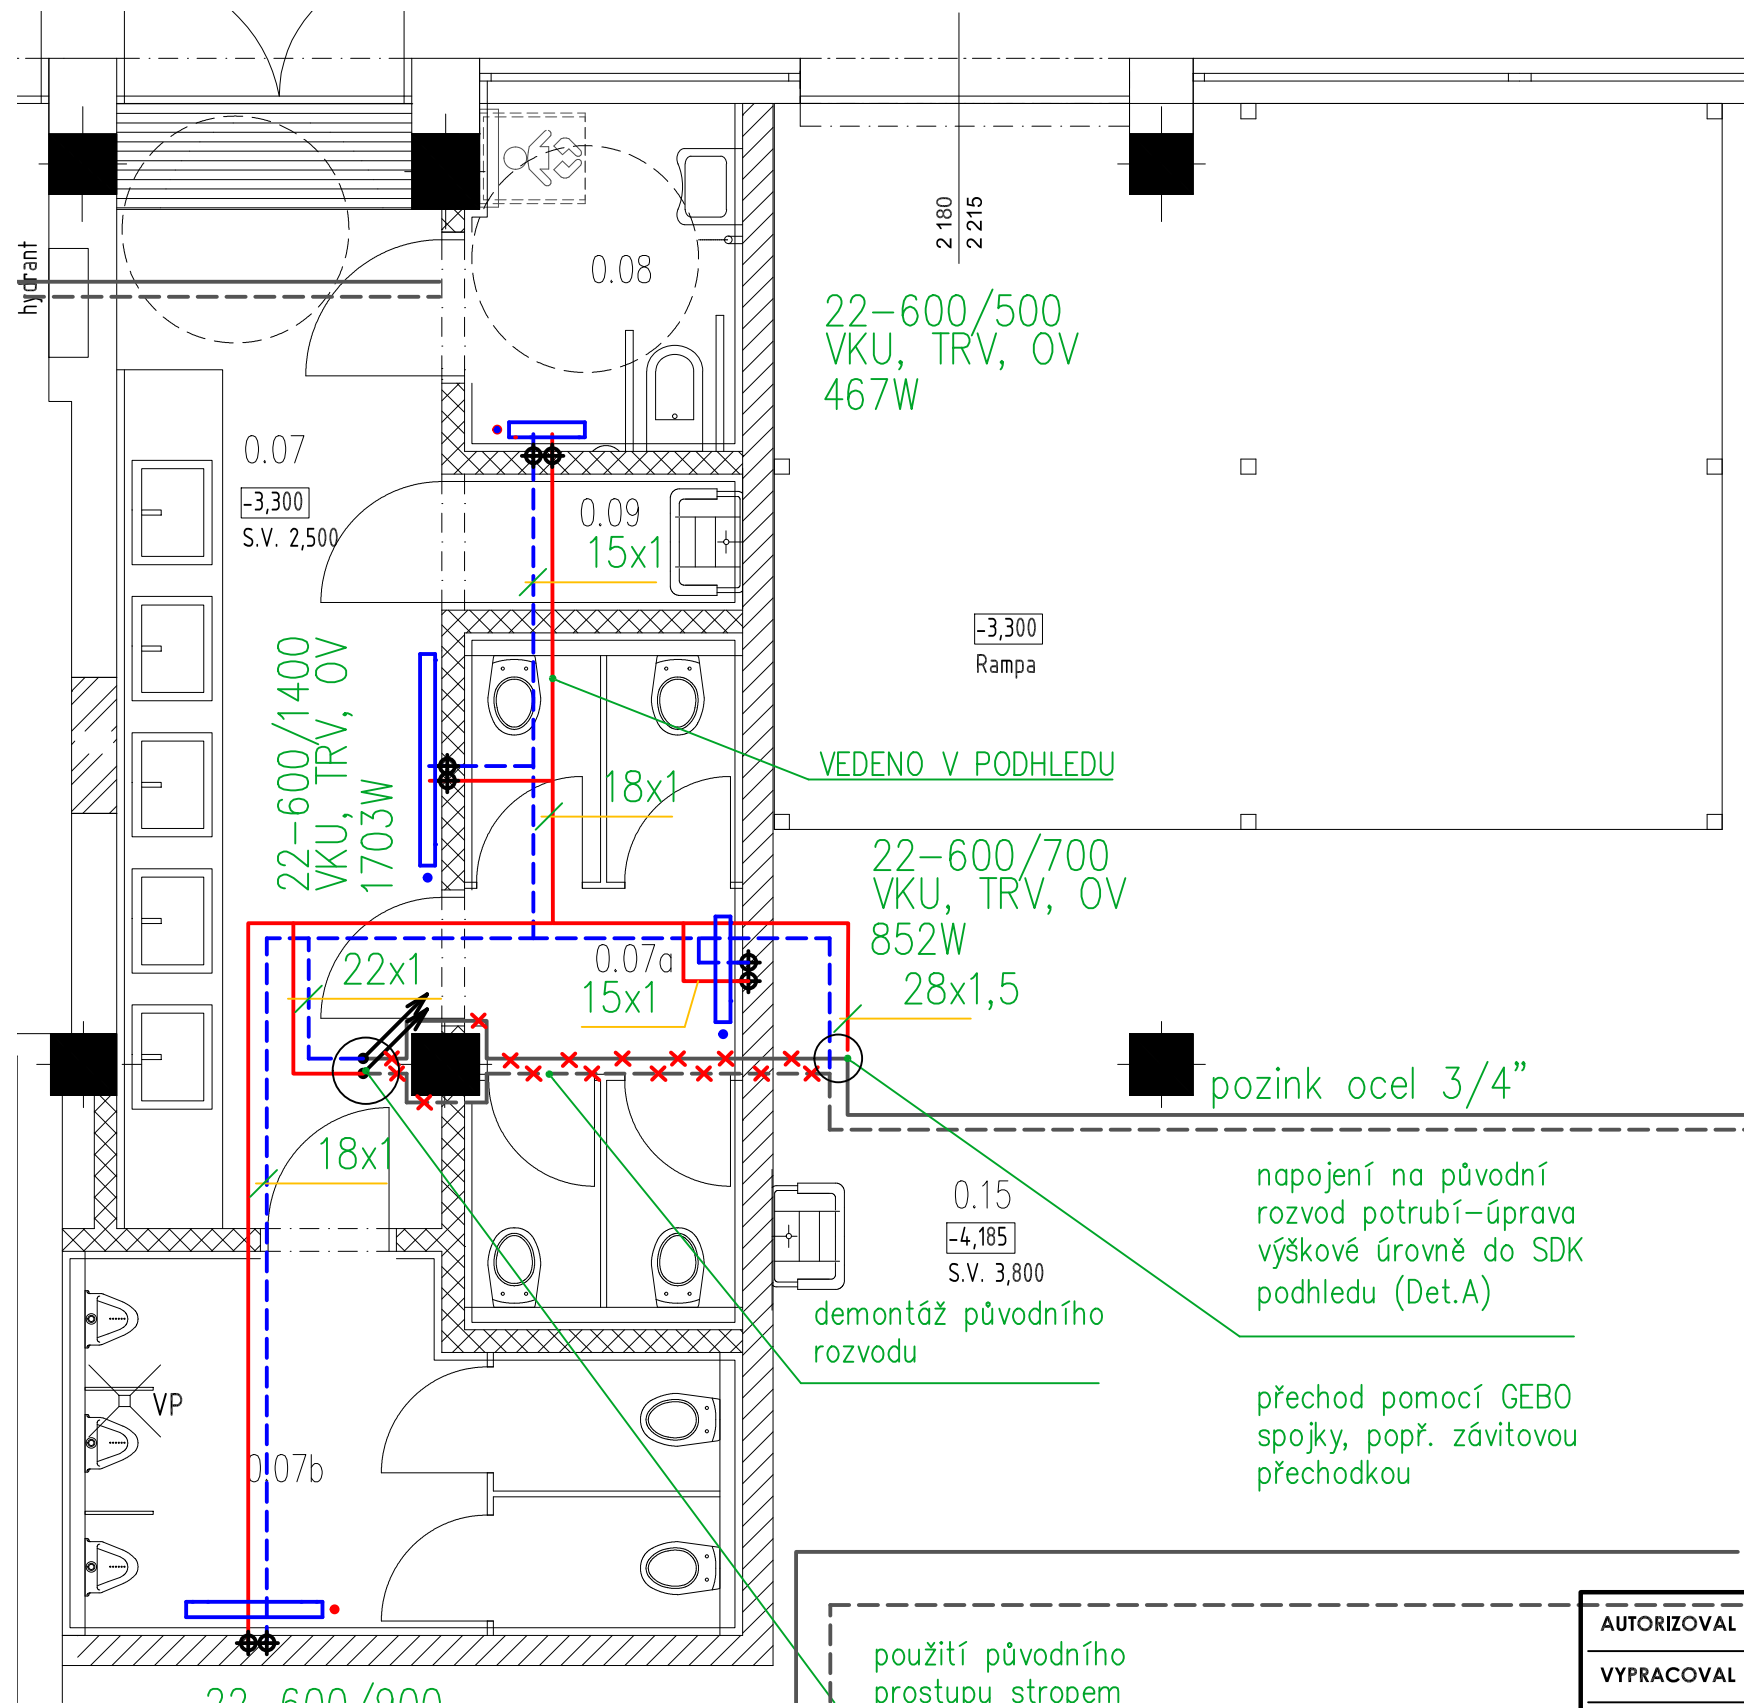 hydrant
0.08
2 180
2 215
22-600/500
VKU, TRV, OV
467W
0.07
-3,300
S.V. 2,500
0.09
15x1
-3,300
Rampa
22-600/1400
VKU, TRV, OV
1703W
VEDENO V PODHLEDU
18x1
22-600/700
VKU, TRV, OV
852W
28x1,5
0.07a
15x1
22x1
pozink ocel 3/4"
18x1
napojení na původní
rozvod potrubí-úprava
výškové úrovně do SDK
podhledu (Det.A)
0.15
-4,185
S.V. 3,800
demontáž původního
rozvodu
přechod pomocí GEBO
spojky, popř. závitovou
přechodkou
VP
0.07b
použití původního
prostupu stropem
22-600/900
AUTORIZOVAL
VYPRACOVAL